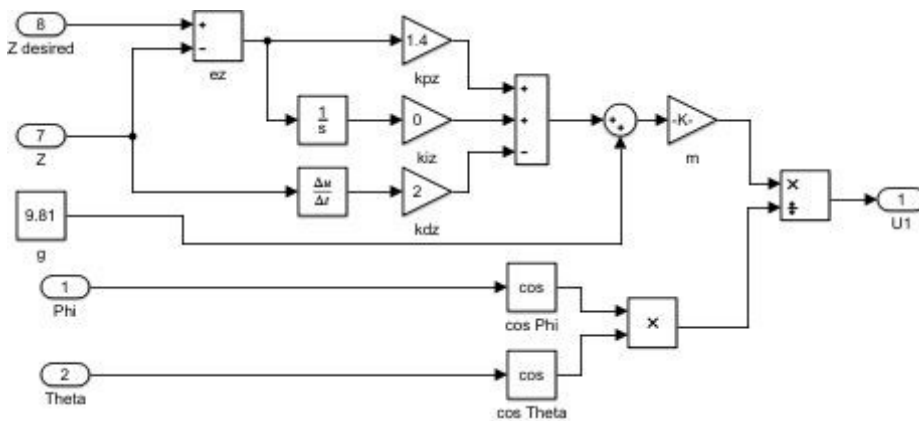 8
Z desired
+
−
ez
1.4
kpz
1
s
0
kiz
+
+
−
+
+
-K-
m
7
Z
Δu
Δt
2
kdz
×
÷
1
U1
9.81
g
1
Phi
cos
cos Phi
×
2
Theta
cos
cos Theta